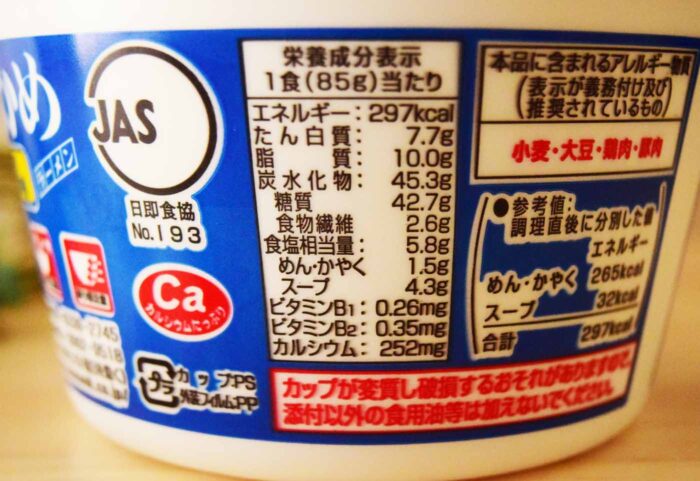 かめ
ラーメン
JAS
日即食協
No.193
Ca
カルシウムたっぷり
プラ
カップ:PS
外装フィルム:PP
栄養成分表示
1食(85g)当たり
エネルギー:297kcal
たん白質: 7.7g
脂質: 10.0g
炭水化物: 45.3g
糖質 42.7g
食物繊維 2.6g
食塩相当量: 5.8g
めん・かやく 1.5g
スープ 4.3g
ビタミンB1: 0.26mg
ビタミンB2: 0.35mg
カルシウム: 252mg
本品に含まれるアレルギー物質
(表示が義務付け及び
推奨されているもの)
小麦・大豆・鶏肉・豚肉
●参考値:
調理直後に分別した値
エネルギー
めん・かやく 265kcal
スープ 32kcal
合計 297kcal
カップが変質し破損するおそれがありますので、
添付以外の食用油等は加えないでください。